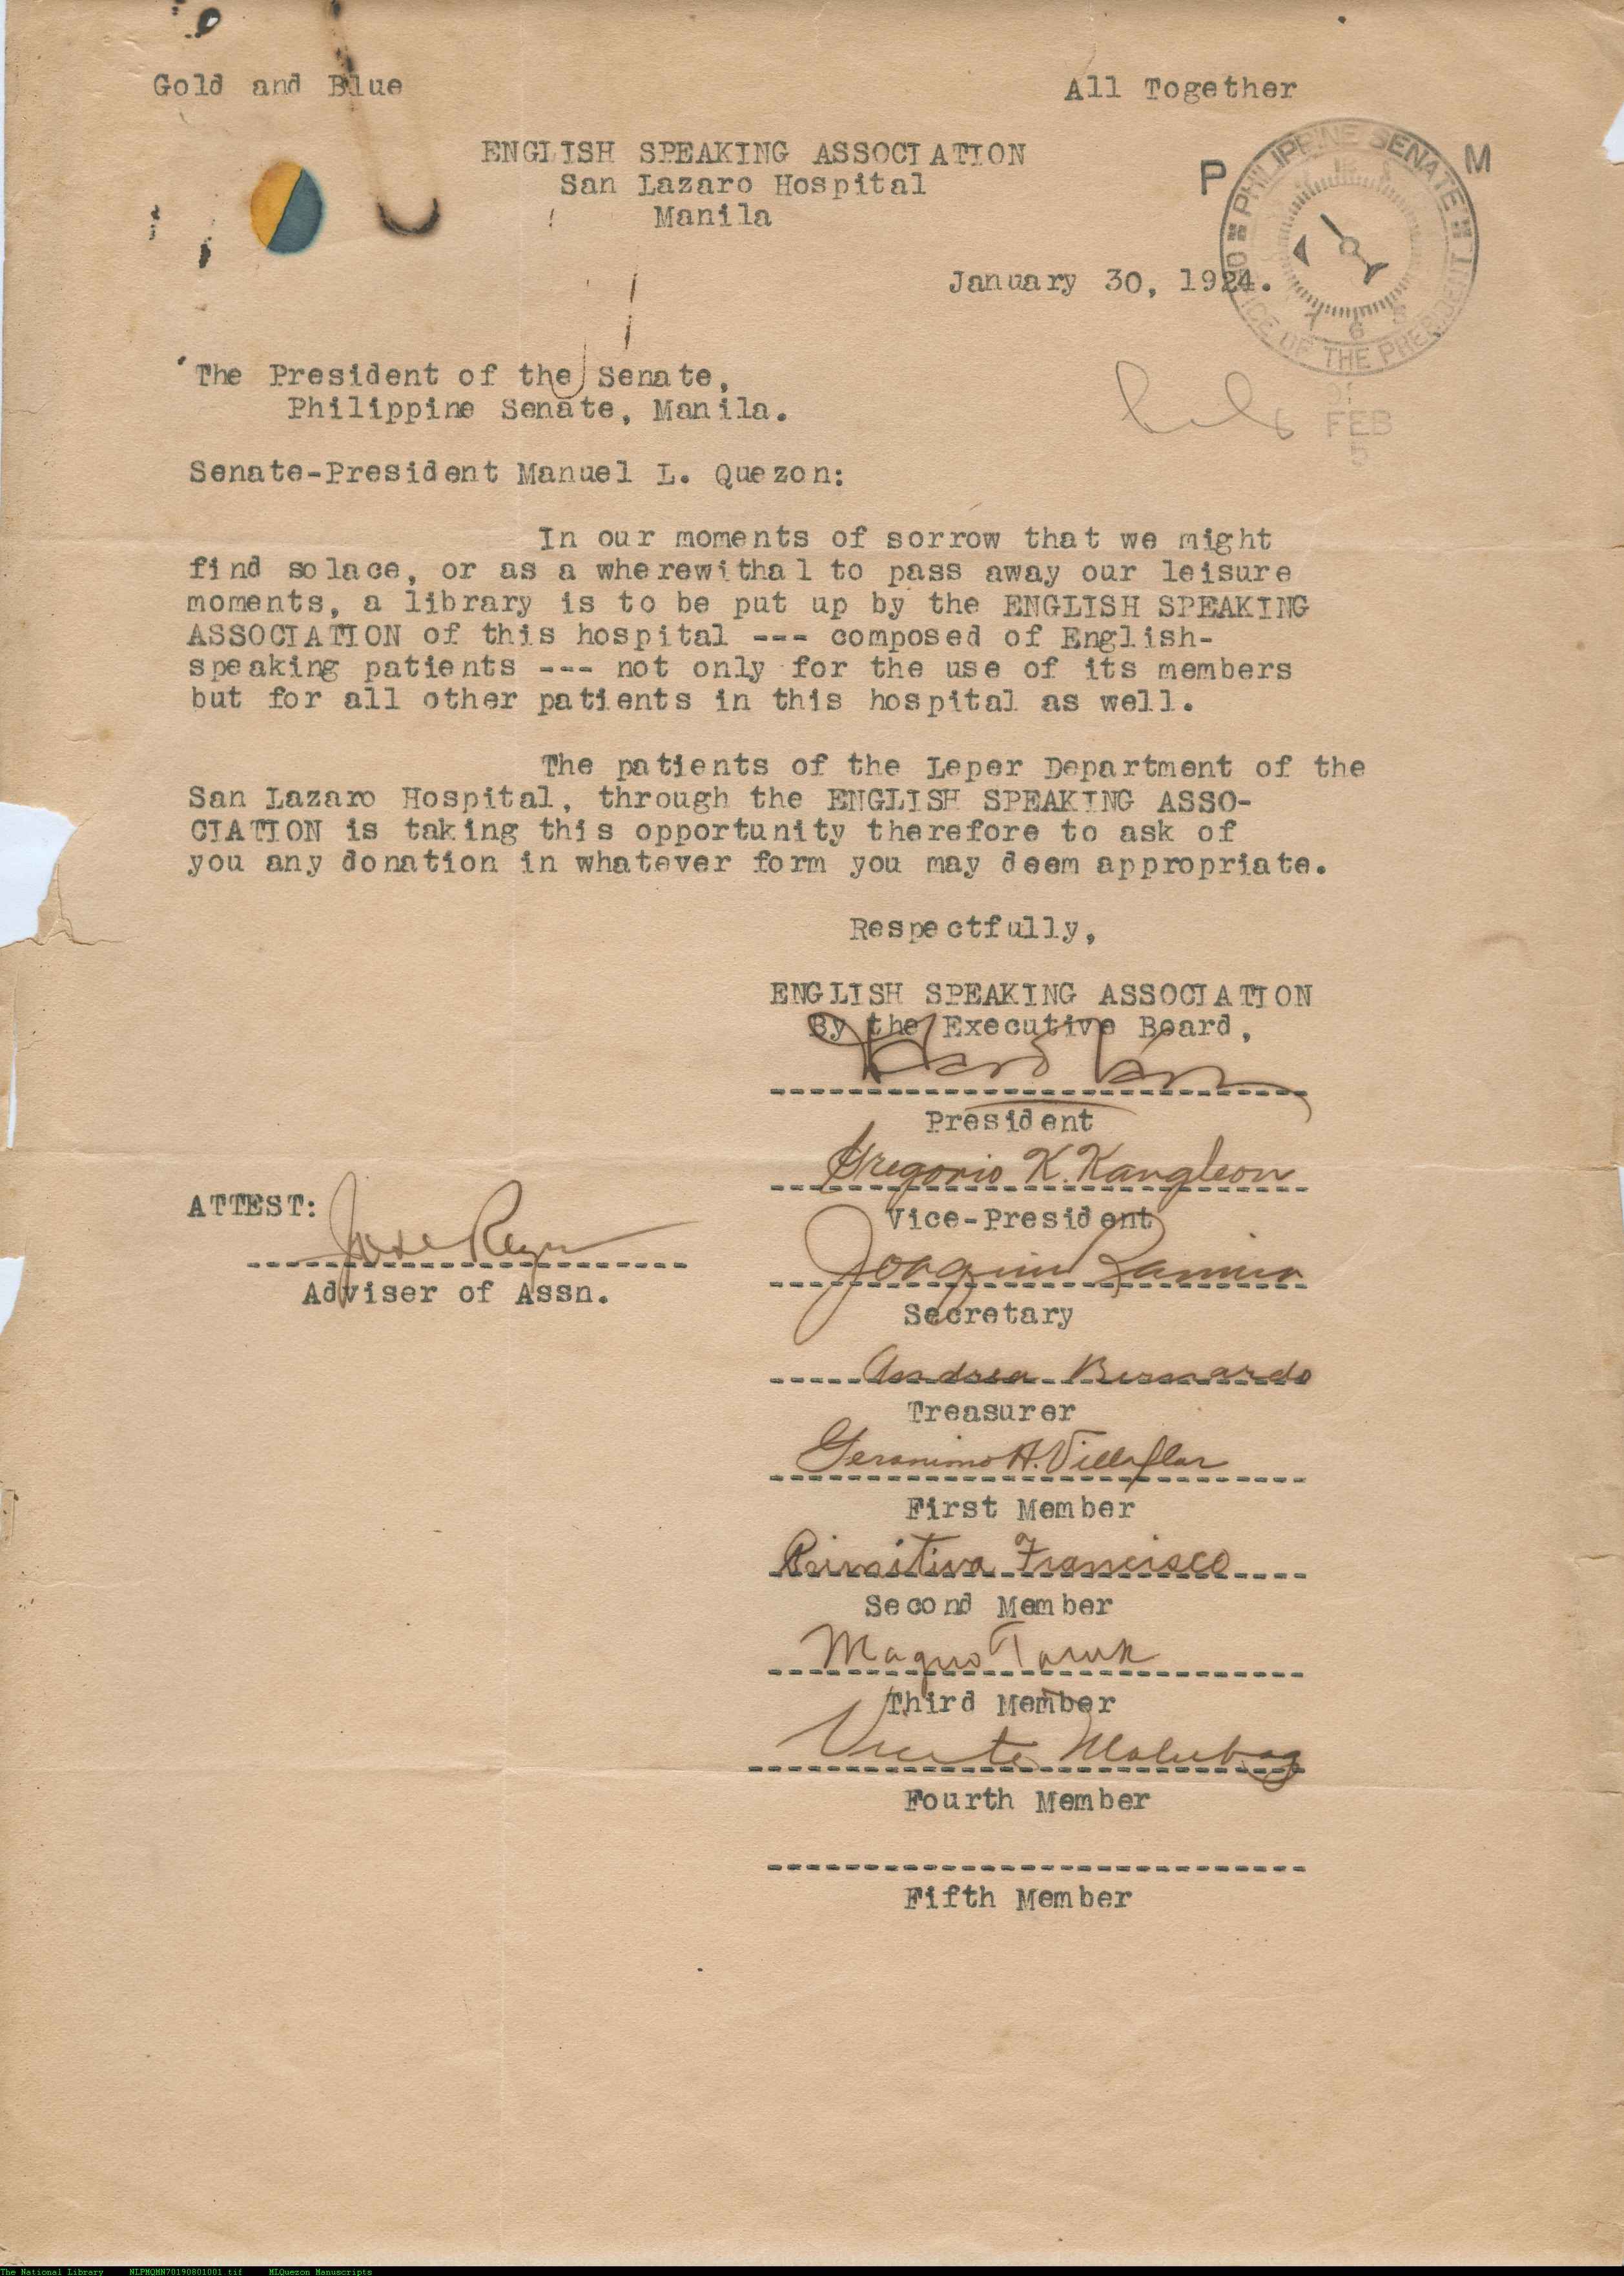 Gold and Blue
All Together
ENGLISH SPEAKING ASSOCIATION
San Lazaro Hospital
Manila
P M
PHILIPPINE SENATE
OFFICE OF THE PRESIDENT
FEB
5
January 30, 1924.
The President of the Senate,
Philippine Senate, Manila.
Senate-President Manuel L. Quezon:
In our moments of sorrow that we might
find solace, or as a wherewithal to pass away our leisure
moments, a library is to be put up by the ENGLISH SPEAKING
ASSOCIATION of this hospital --- composed of English-
speaking patients --- not only for the use of its members
but for all other patients in this hospital as well.
The patients of the Leper Department of the
San Lazaro Hospital, through the ENGLISH SPEAKING ASSO-
CIATION is taking this opportunity therefore to ask of
you any donation in whatever form you may deem appropriate.
Respectfully,
ENGLISH SPEAKING ASSOCIATION
By the Executive Board,
President
Gregorio K. Kangleon
Vice-President
ATTEST:
Jose Reyes
Adviser of Assn.
Joaquin
Secretary
Andrea Bernardo
Treasurer
Geronimo A. Villaflor
First Member
Primitiva Francisco
Second Member
Third Member
Vicente Malubay
Fourth Member
Fifth Member
The National Library NLPMQMN70190801001.tif MLQuezon Manuscripts